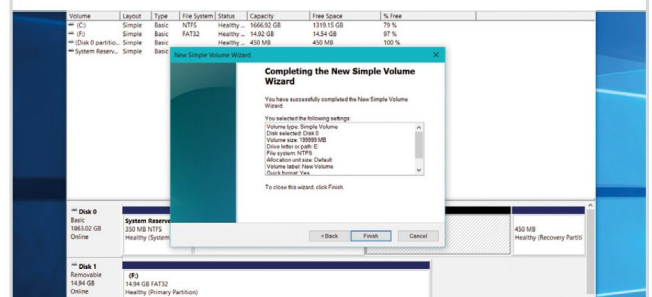 Volume Layout Type File System Status Capacity Free Space % Free
(C:) Simple Basic NTFS Healthy ... 1666.92 GB 1319.15 GB 79 %
(F:) Simple Basic FAT32 Healthy ... 14.92 GB 14.54 GB 97 %
(Disk 0 partitio... Simple Basic Healthy ... 450 MB 450 MB 100 %
System Reserv... Simple Basic
New Simple Volume Wizard
Completing the New Simple Volume
Wizard
You have successfully completed the New Simple Volume
Wizard.
You selected the following settings:
Volume type: Simple Volume
Disk selected: Disk 0
Volume size: 199999 MB
Drive letter or path: E:
File system: NTFS
Allocation unit size: Default
Volume label: New Volume
Quick format: Yes
To close this wizard, click Finish.
< Back Finish Cancel
Disk 0
Basic
1863.02 GB
Online
System Reserve
350 MB NTFS
Healthy (System
450 MB
Healthy (Recovery Partiti
Disk 1
Removable
14.94 GB
Online
(F:)
14.94 GB FAT32
Healthy (Primary Partition)